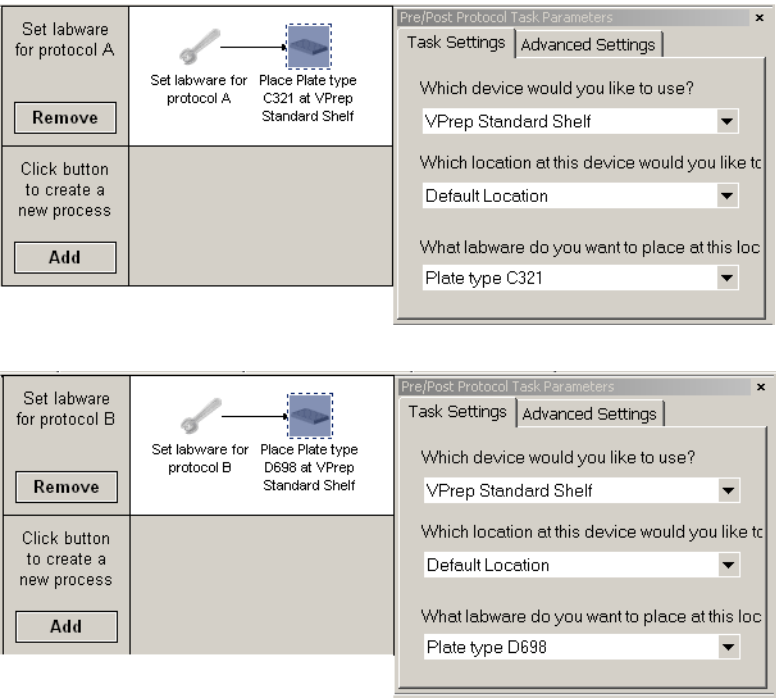 Set labware
for protocol A
Remove
Click button
to create a
new process
Add
Set labware for
protocol A
Place Plate type
C321 at VPrep
Standard Shelf
Pre/Post Protocol Task Parameters
Task Settings
Advanced Settings
Which device would you like to use?
VPrep Standard Shelf
Which location at this device would you like to
Default Location
What labware do you want to place at this loc
Plate type C321
Set labware
for protocol B
Remove
Click button
to create a
new process
Add
Set labware for
protocol B
Place Plate type
D698 at VPrep
Standard Shelf
Pre/Post Protocol Task Parameters
Task Settings
Advanced Settings
Which device would you like to use?
VPrep Standard Shelf
Which location at this device would you like to
Default Location
What labware do you want to place at this loc
Plate type D698